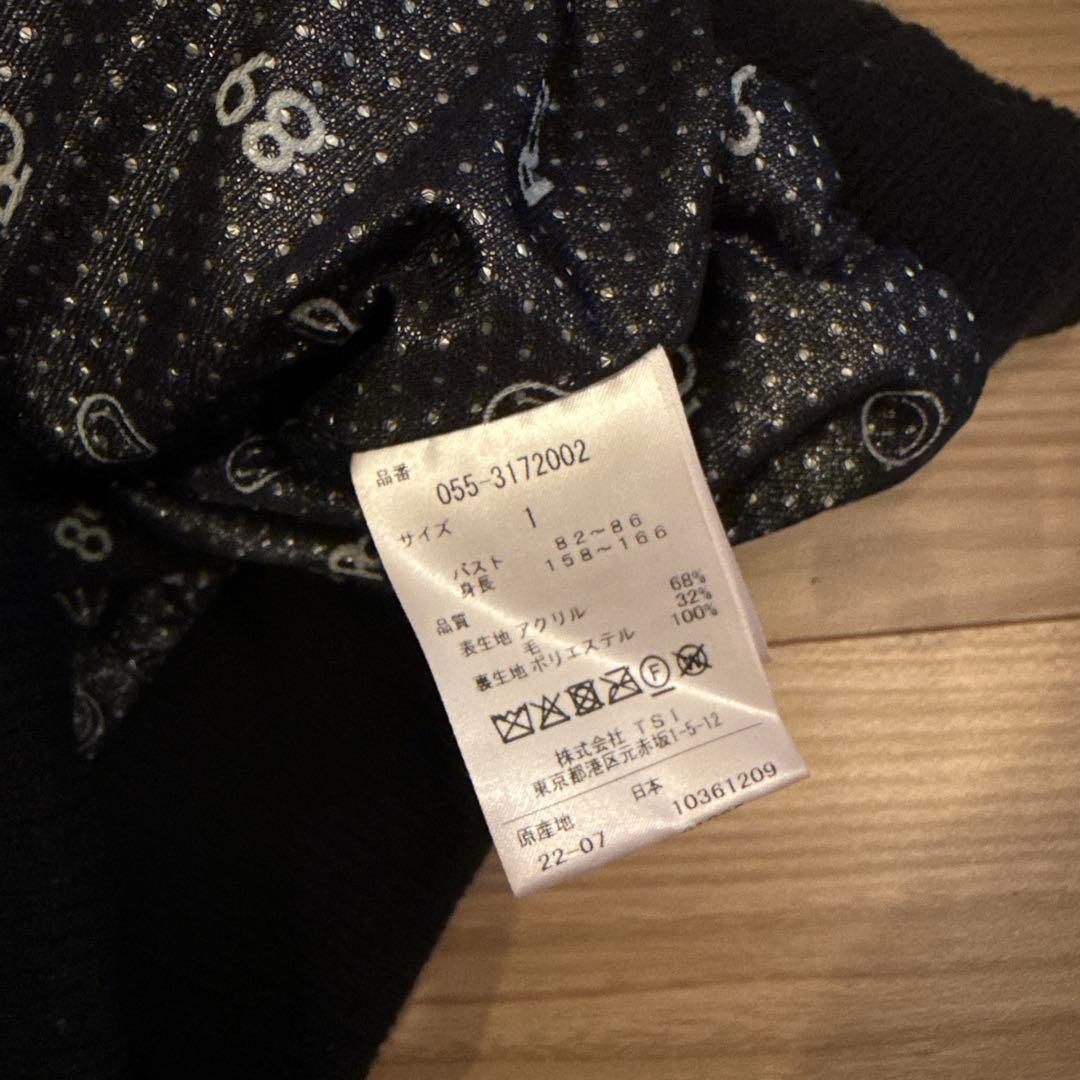 68
品番 055-3172002
サイズ 1
バスト 82~86
身長 158~166
品質
表生地 アクリル 68%
毛 32%
裏生地 ポリエステル 100%
F
W
株式会社 TSI
東京都港区元赤坂1-5-12
原産地 日本
22-07 10361209